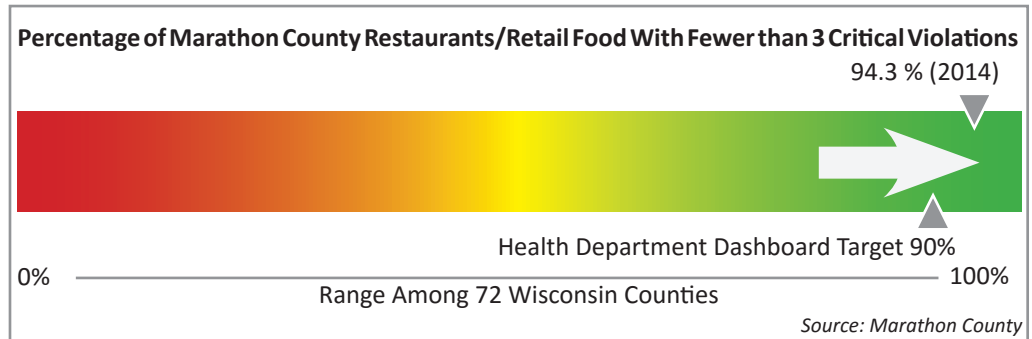 Percentage of Marathon County Restaurants/Retail Food With Fewer than 3 Critical Violations
94.3 % (2014)
Health Department Dashboard Target 90%
0% 100%
Range Among 72 Wisconsin Counties
Source: Marathon County